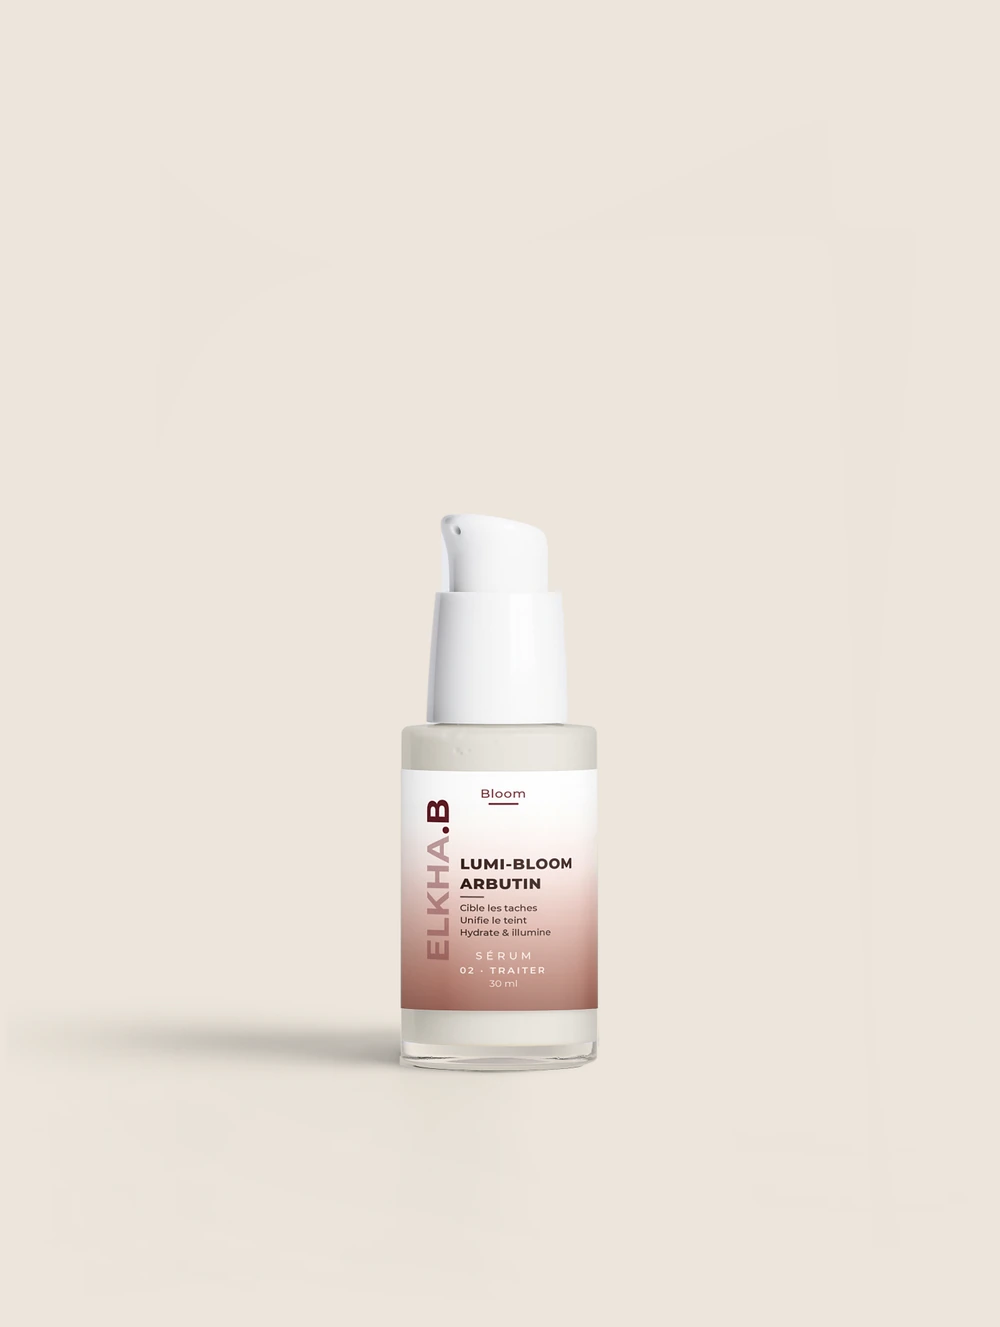 Bloom
ELKHA.B
LUMI-BLOOM
ARBUTIN
Cible les taches
Unifie le teint
Hydrate & illumine
SÉRUM
02 · TRAITER
30 ml